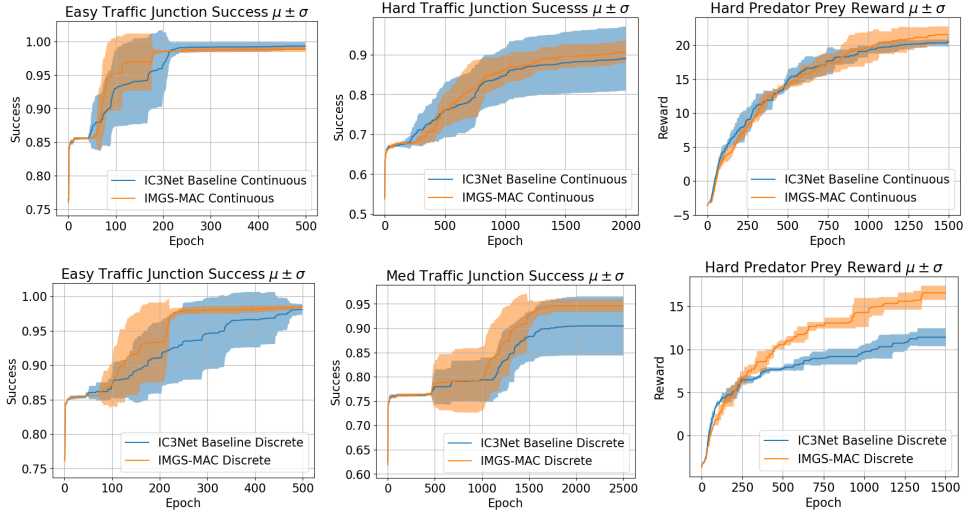 Easy Traffic Junction Success μ ± σ
Success
1.00
0.95
0.90
0.85
0.80
0.75
IC3Net Baseline Continuous
IMGS-MAC Continuous
0 100 200 300 400 500
Epoch
Hard Traffic Junction Sucesss μ ± σ
Success
0.9
0.8
0.7
0.6
0.5
IC3Net Baseline Continuous
IMGS-MAC Continuous
0 500 1000 1500 2000
Epoch
Hard Predator Prey Reward μ ± σ
Reward
20
15
10
5
0
−5
IC3Net Baseline Continuous
IMGS-MAC Continuous
0 250 500 750 1000 1250 1500
Epoch
Easy Traffic Junction Success μ ± σ
Success
1.00
0.95
0.90
0.85
0.80
0.75
IC3Net Baseline Discrete
IMGS-MAC Discrete
0 100 200 300 400 500
Epoch
Med Traffic Junction Success μ ± σ
Success
0.95
0.90
0.85
0.80
0.75
0.70
0.65
0.60
IC3Net Baseline Discrete
IMGS-MAC Discrete
0 500 1000 1500 2000 2500
Epoch
Hard Predator Prey Reward μ ± σ
Reward
15
10
5
0
IC3Net Baseline Discrete
IMGS-MAC Discrete
0 250 500 750 1000 1250 1500
Epoch